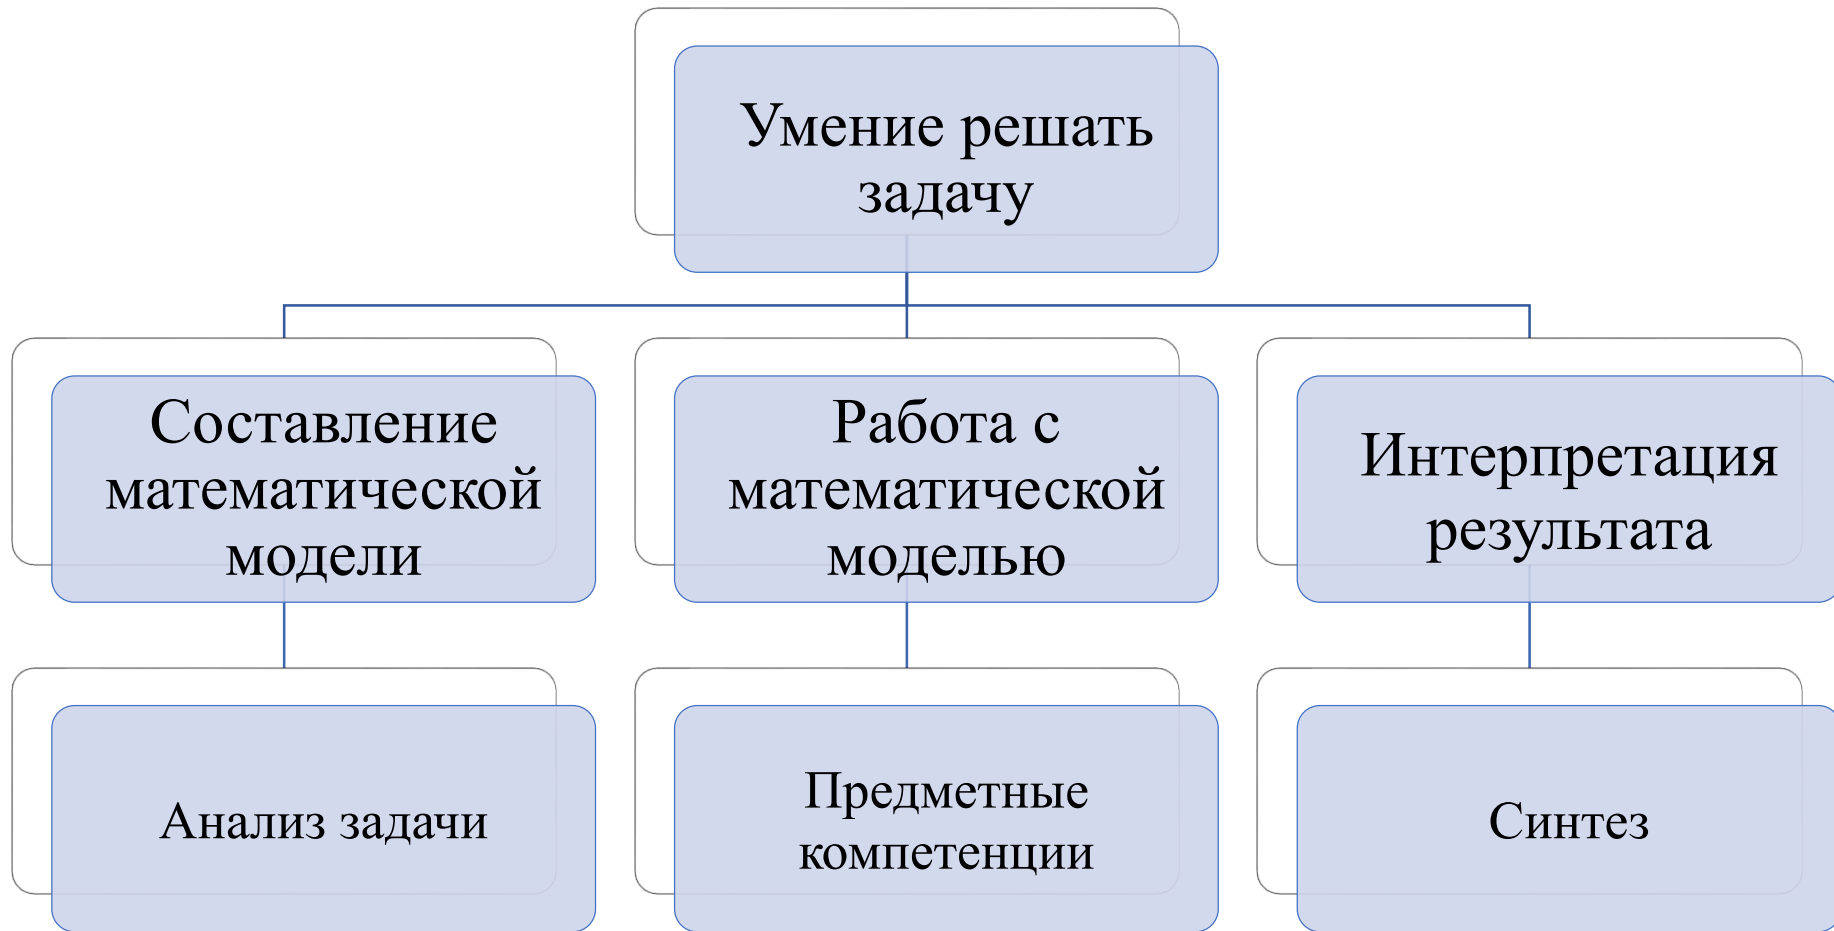 Умение решать
задачу
Составление
математической
модели
Работа с
математической
моделью
Интерпретация
результата
Анализ задачи
Предметные
компетенции
Синтез